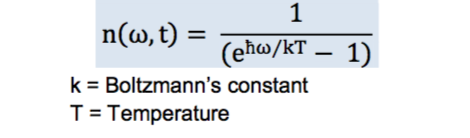 n(ω, t) = 1 / (e^(ħω/kT) − 1)
k = Boltzmann's constant
T = Temperature